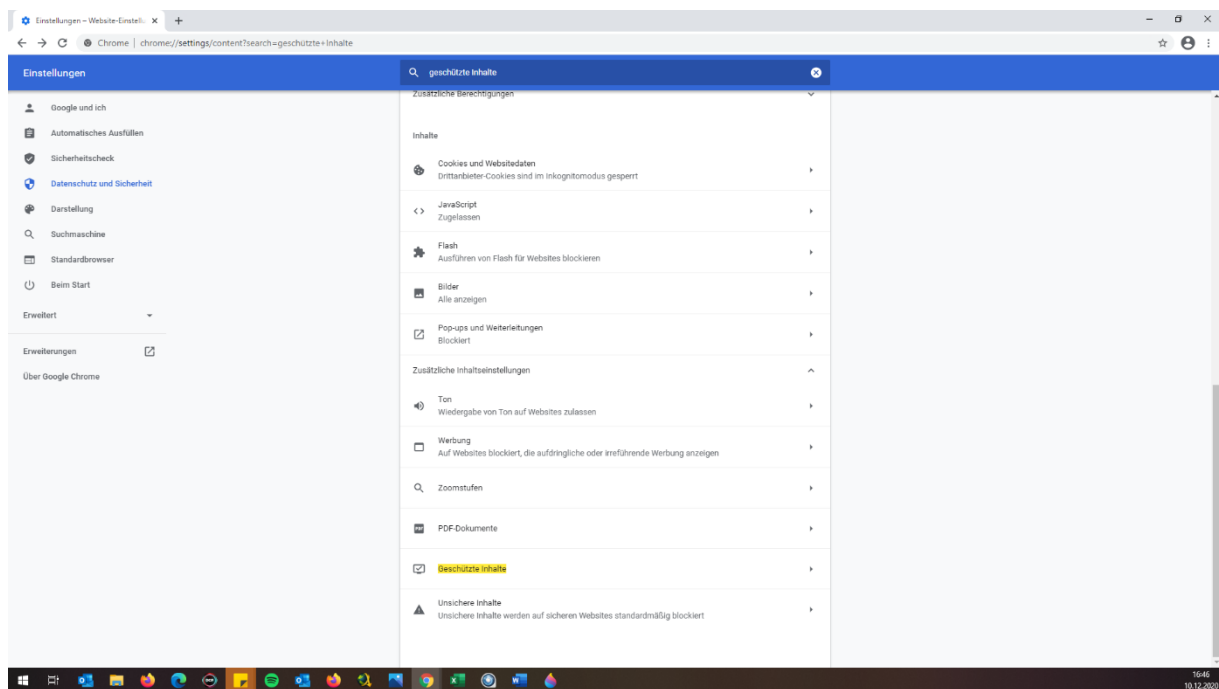 Einstellungen – Website-Einstell
Chrome | chrome://settings/content?search=geschützte+Inhalte
Einstellungen
geschützte Inhalte
Google und ich
Automatisches Ausfüllen
Sicherheitscheck
Datenschutz und Sicherheit
Darstellung
Suchmaschine
Standardbrowser
Beim Start
Erweitert
Erweiterungen
Über Google Chrome
Zusätzliche Berechtigungen
Inhalte
Cookies und Websitedaten
Drittanbieter-Cookies sind im Inkognitomodus gesperrt
JavaScript
Zugelassen
Flash
Ausführen von Flash für Websites blockieren
Bilder
Alle anzeigen
Pop-ups und Weiterleitungen
Blockiert
Zusätzliche Inhaltseinstellungen
Ton
Wiedergabe von Ton auf Websites zulassen
Werbung
Auf Websites blockiert, die aufdringliche oder irreführende Werbung anzeigen
Zoomstufen
PDF-Dokumente
Geschützte Inhalte
Unsichere Inhalte
Unsichere Inhalte werden auf sicheren Websites standardmäßig blockiert
16:46
10.12.2020